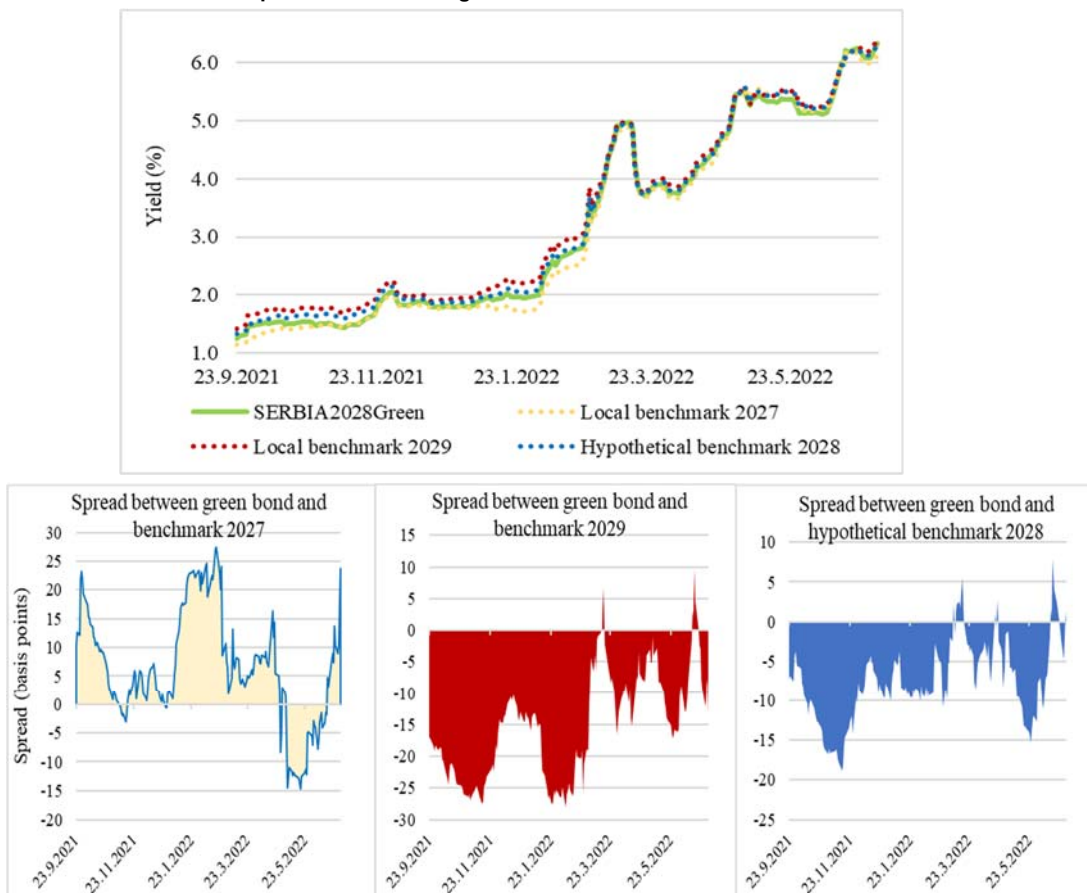 6.0
5.0
4.0
3.0
2.0
1.0
Yield (%)
23.9.2021 23.11.2021 23.1.2022 23.3.2022 23.5.2022
SERBIA2028Green Local benchmark 2027
Local benchmark 2029 Hypothetical benchmark 2028
Spread between green bond and
benchmark 2027
30
25
20
15
10
5
0
-5
-10
-15
-20
Spread (basis points)
23.9.2021 23.11.2021 23.1.2022 23.3.2022 23.5.2022
Spread between green bond and
benchmark 2029
15
10
5
0
-5
-10
-15
-20
-25
-30
23.9.2021 23.11.2021 23.1.2022 23.3.2022 23.5.2022
Spread between green bond and
hypothetical benchmark 2028
10
5
0
-5
-10
-15
-20
-25
23.9.2021 23.11.2021 23.1.2022 23.3.2022 23.5.2022